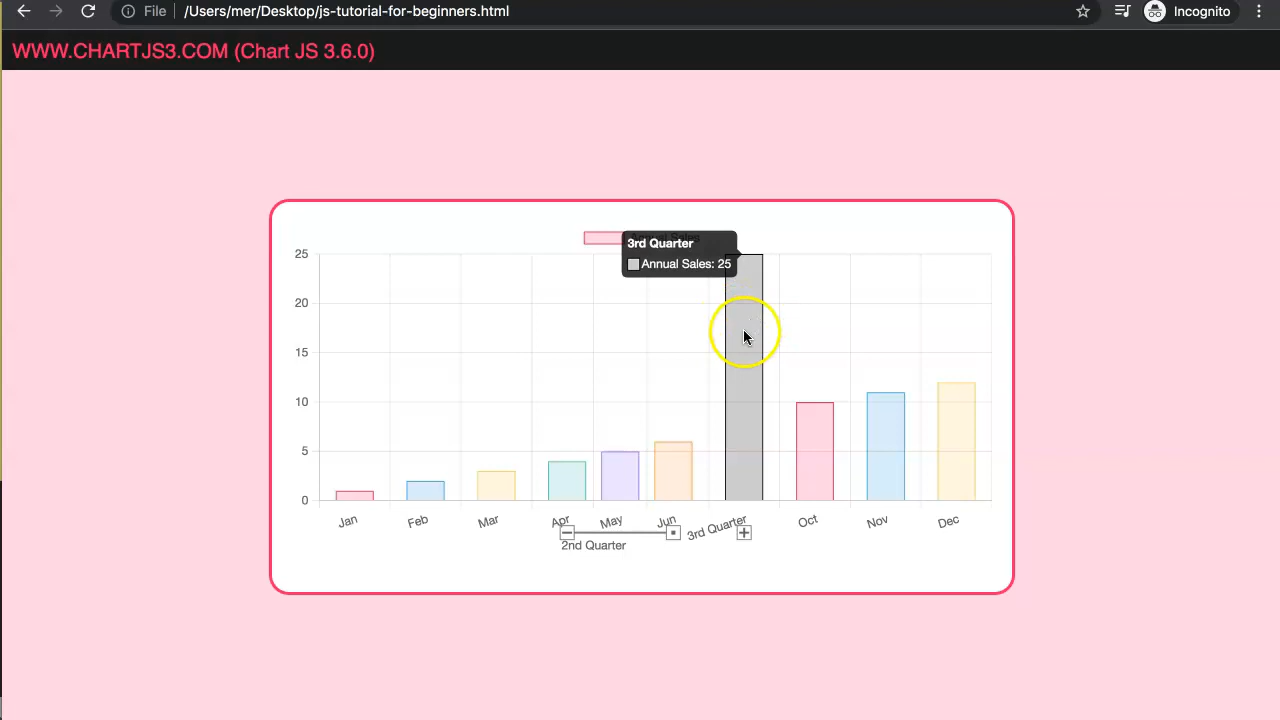 File /Users/mer/Desktop/js-tutorial-for-beginners.html Incognito
WWW.CHARTJS3.COM (Chart JS 3.6.0)
Annual Sales
3rd Quarter
Annual Sales: 25
25
20
15
10
5
0
Jan Feb Mar Apr May Jun 3rd Quarter Oct Nov Dec
2nd Quarter